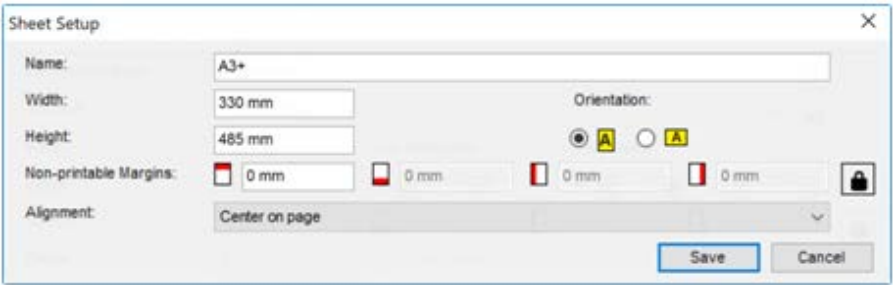 Sheet Setup
Name: A3+
Width: 330 mm Orientation:
Height: 485 mm A A
Non-printable Margins: 0 mm 0 mm 0 mm 0 mm
Alignment: Center on page
Save Cancel